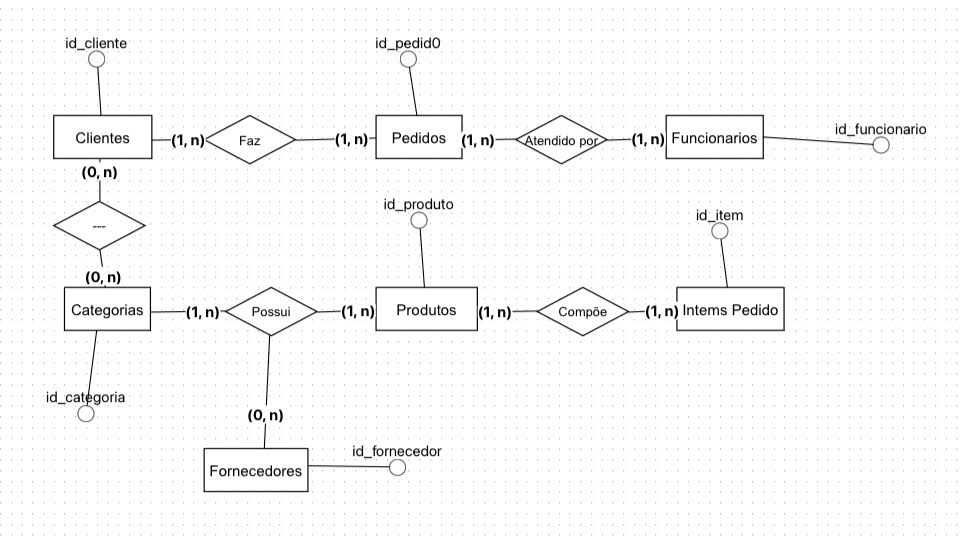 id_cliente
id_pedid0
Clientes
(1, n)
Faz
(1, n)
Pedidos
(1, n)
Atendido por
(1, n)
Funcionarios
id_funcionario
(0, n)
---
(0, n)
id_produto
id_item
Categorias
(1, n)
Possui
(1, n)
Produtos
(1, n)
Compõe
(1, n)
Intems Pedido
id_categoria
(0, n)
Fornecedores
id_fornecedor